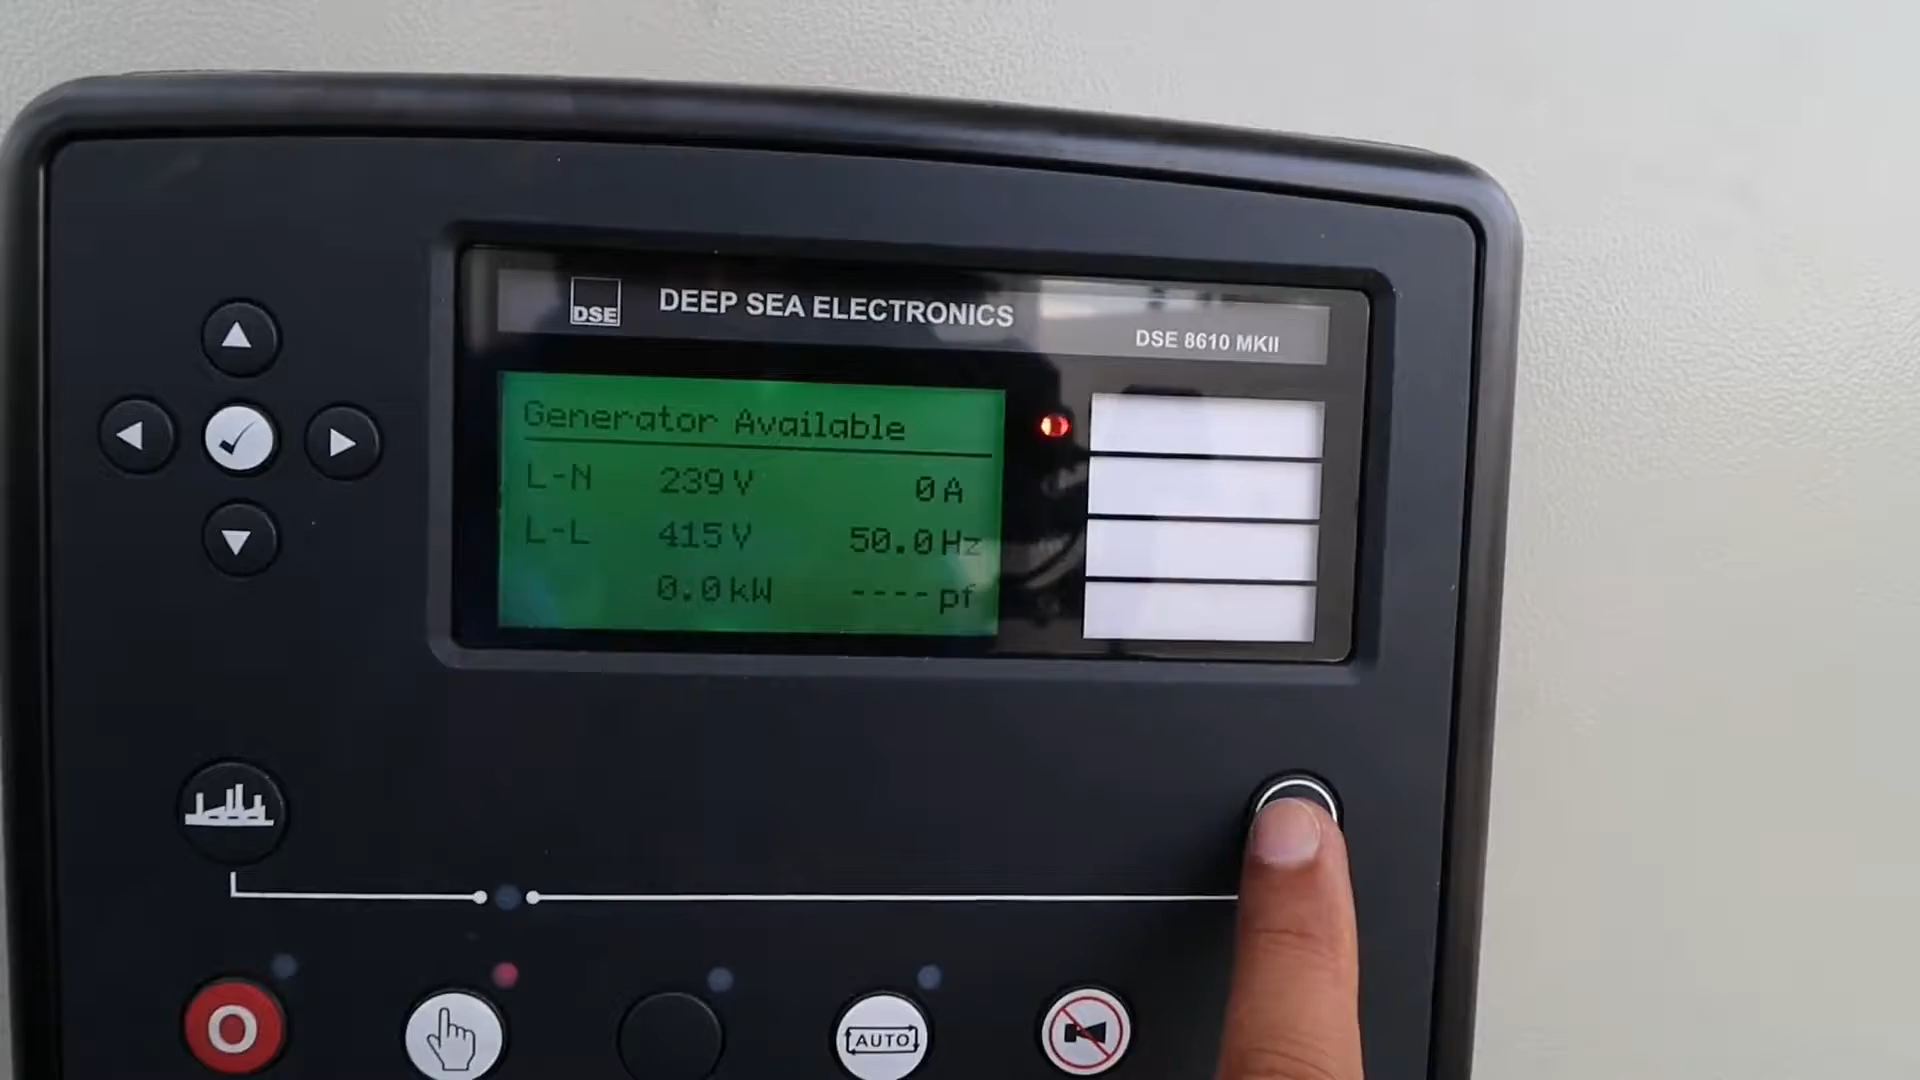 DSE
DEEP SEA ELECTRONICS
DSE 8610 MKII
Generator Available
L-N 239 V 0 A
L-L 415 V 50.0 Hz
0.0 kW ---- pf
O
AUTO